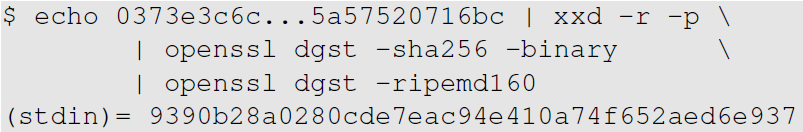 $ echo 0373e3c6c...5a57520716bc | xxd -r -p \
| openssl dgst -sha256 -binary \
| openssl dgst -ripemd160
(stdin)= 9390b28a0280cde7eac94e410a74f652aed6e937